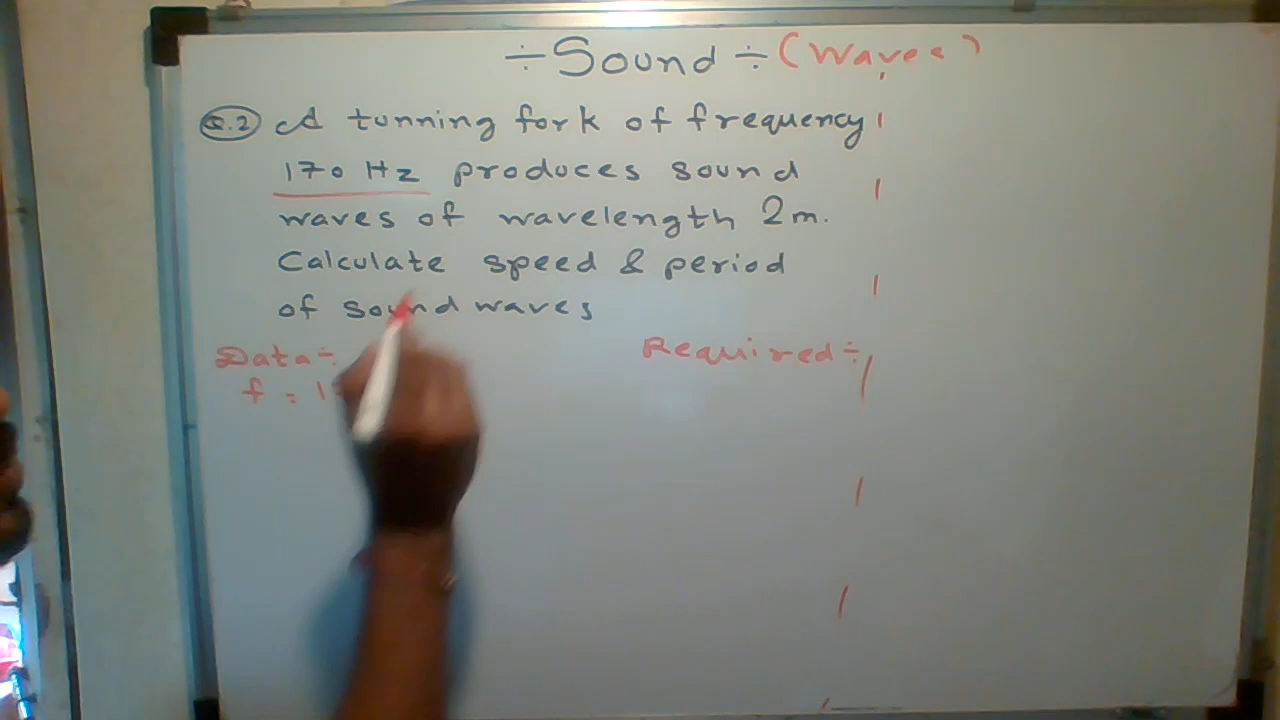 ÷Sound÷(Waves)
Q.2 A tunning fork of frequency
170 Hz produces sound
waves of wavelength 2m.
Calculate speed & period
of sound waves
Data÷ Required÷
f = 1